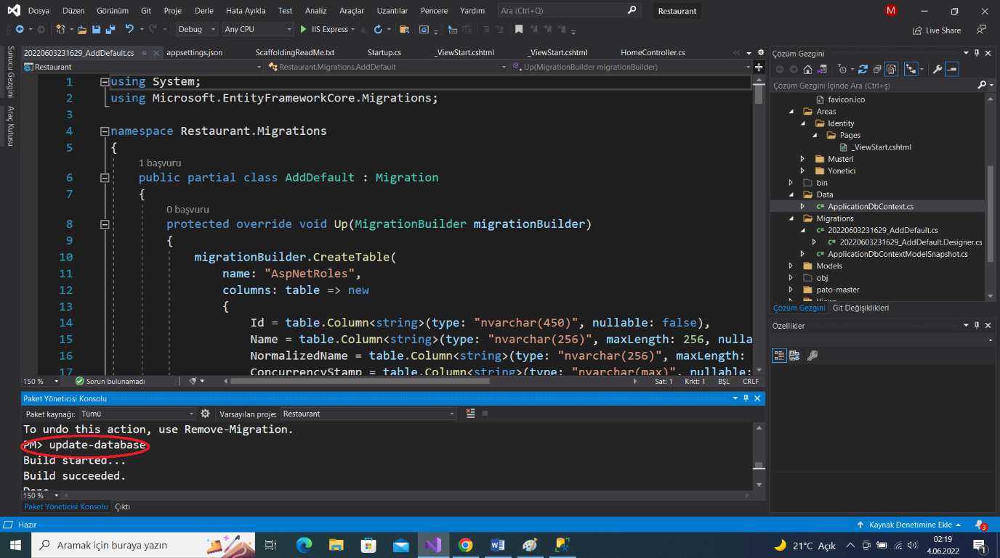 Dosya Düzen Görünüm Git Proje Derle Hata Ayıkla Test Analiz Araçlar Uzantılar Pencere Yardım Ara (Ctrl+Q) Restaurant M
Debug Any CPU IIS Express Live Share
Sunucu Gezgini
Araç Kutusu
20220603231629_AddDefault.cs appsettings.json ScaffoldingReadMe.txt Startup.cs _ViewStart.cshtml _ViewStart.cshtml HomeController.cs
Restaurant Restaurant.Migrations.AddDefault Up(MigrationBuilder migrationBuilder)
1 using System;
2 using Microsoft.EntityFrameworkCore.Migrations;
3
4 namespace Restaurant.Migrations
5 {
1 başvuru
6 public partial class AddDefault : Migration
7 {
0 başvuru
8 protected override void Up(MigrationBuilder migrationBuilder)
9 {
10 migrationBuilder.CreateTable(
11 name: "AspNetRoles",
12 columns: table => new
13 {
14 Id = table.Column<string>(type: "nvarchar(450)", nullable: false),
15 Name = table.Column<string>(type: "nvarchar(256)", maxLength: 256, nulla
16 NormalizedName = table.Column<string>(type: "nvarchar(256)", maxLength:
17 ConcurrencyStamp = table.Column<string>(type: "nvarchar(max)", nullable:
150 % Sorun bulunamadı Sat: 1 Krkt: 1 BŞL CRLF
Paket Yöneticisi Konsolu
Paket kaynağı: Tümü Varsayılan proje: Restaurant
To undo this action, use Remove-Migration.
PM> update-database
Build started...
Build succeeded.
Done.
150 %
Paket Yöneticisi Konsolu Çıktı
Çözüm Gezgini
Çözüm Gezgini İçinde Ara (Ctrl+ş)
favicon.ico
Areas
Identity
Pages
_ViewStart.cshtml
Musteri
Yonetici
bin
Data
ApplicationDbContext.cs
Migrations
20220603231629_AddDefault.cs
20220603231629_AddDefault.Designer.cs
ApplicationDbContextModelSnapshot.cs
Models
obj
pato-master
Views
Çözüm Gezgini Git Değişiklikleri
Özellikler
Hazır Kaynak Denetimine Ekle 3
Aramak için buraya yazın 21°C Açık 02:19
4.06.2022 1